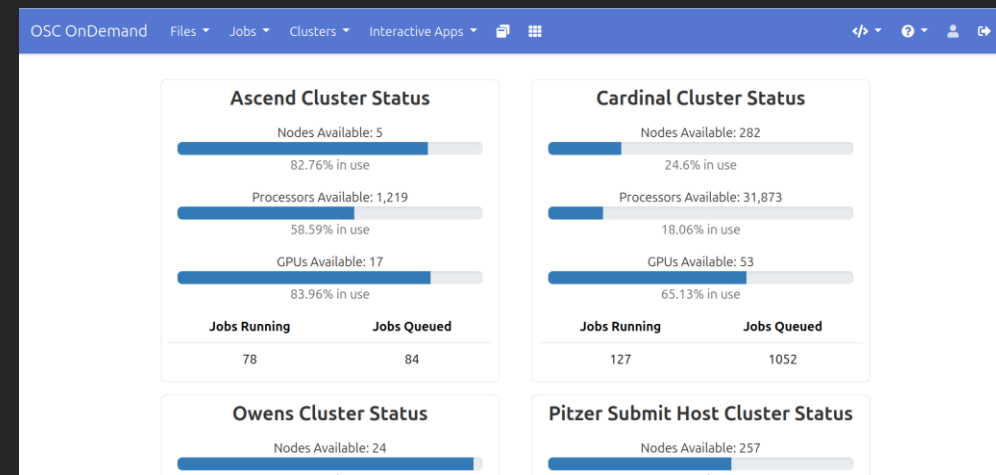 OSC OnDemand Files Jobs Clusters Interactive Apps
Ascend Cluster Status
Nodes Available: 5
82.76% in use
Processors Available: 1,219
58.59% in use
GPUs Available: 17
83.96% in use
Jobs Running Jobs Queued
78 84
Cardinal Cluster Status
Nodes Available: 282
24.6% in use
Processors Available: 31,873
18.06% in use
GPUs Available: 53
65.13% in use
Jobs Running Jobs Queued
127 1052
Owens Cluster Status
Nodes Available: 24
Pitzer Submit Host Cluster Status
Nodes Available: 257